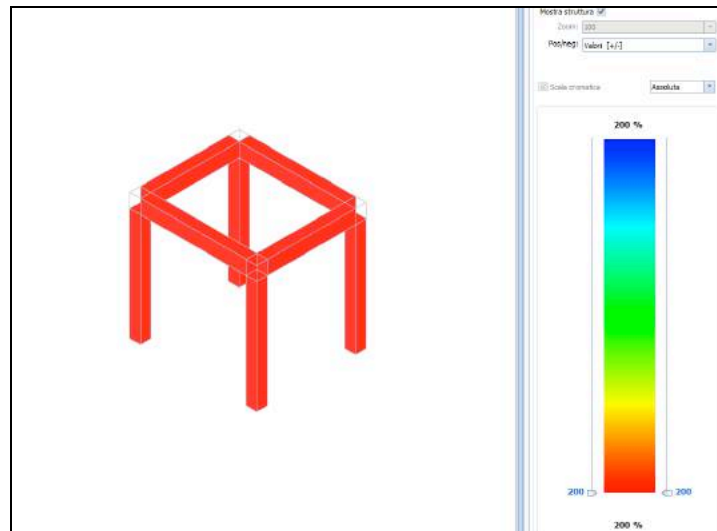 Mostra struttura
Zoom: 100
Pos/neg: Valori [+/-]
Scala cromatica Assoluta
200 %
200 200
200 %